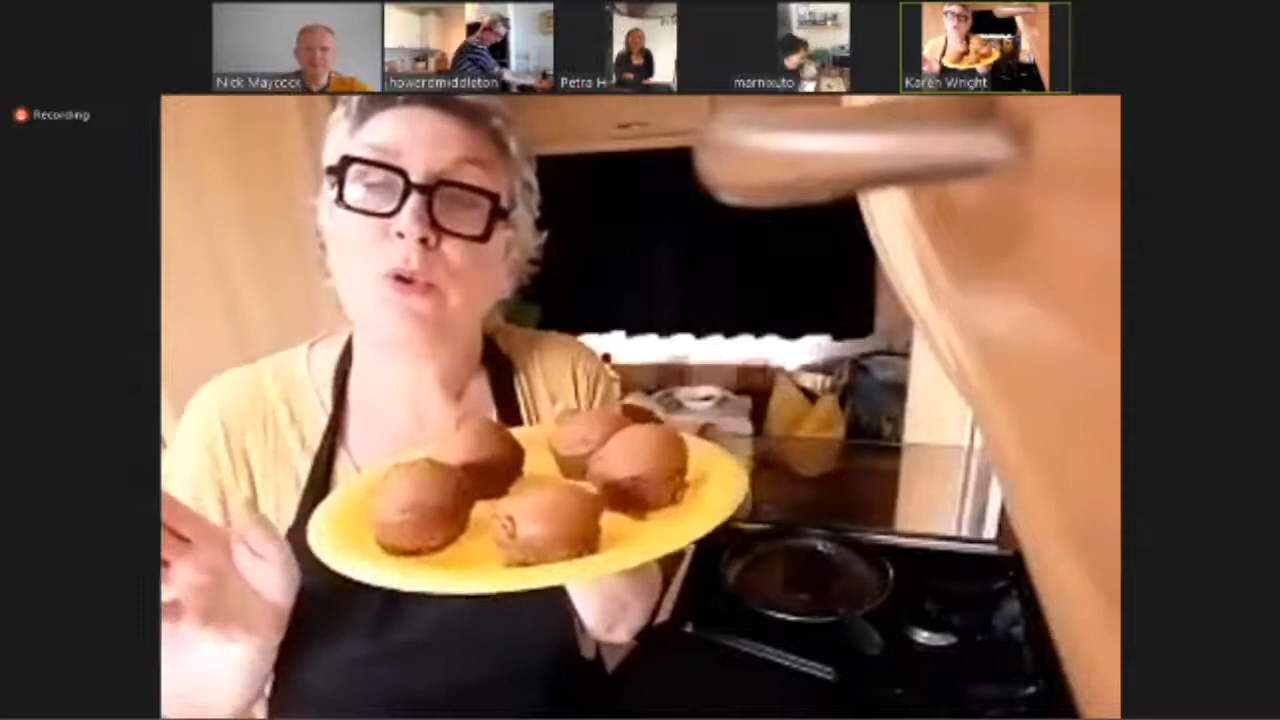 Nick Maycock
howardmiddleton
Petra H
marnixuto
Karen Wright
Recording